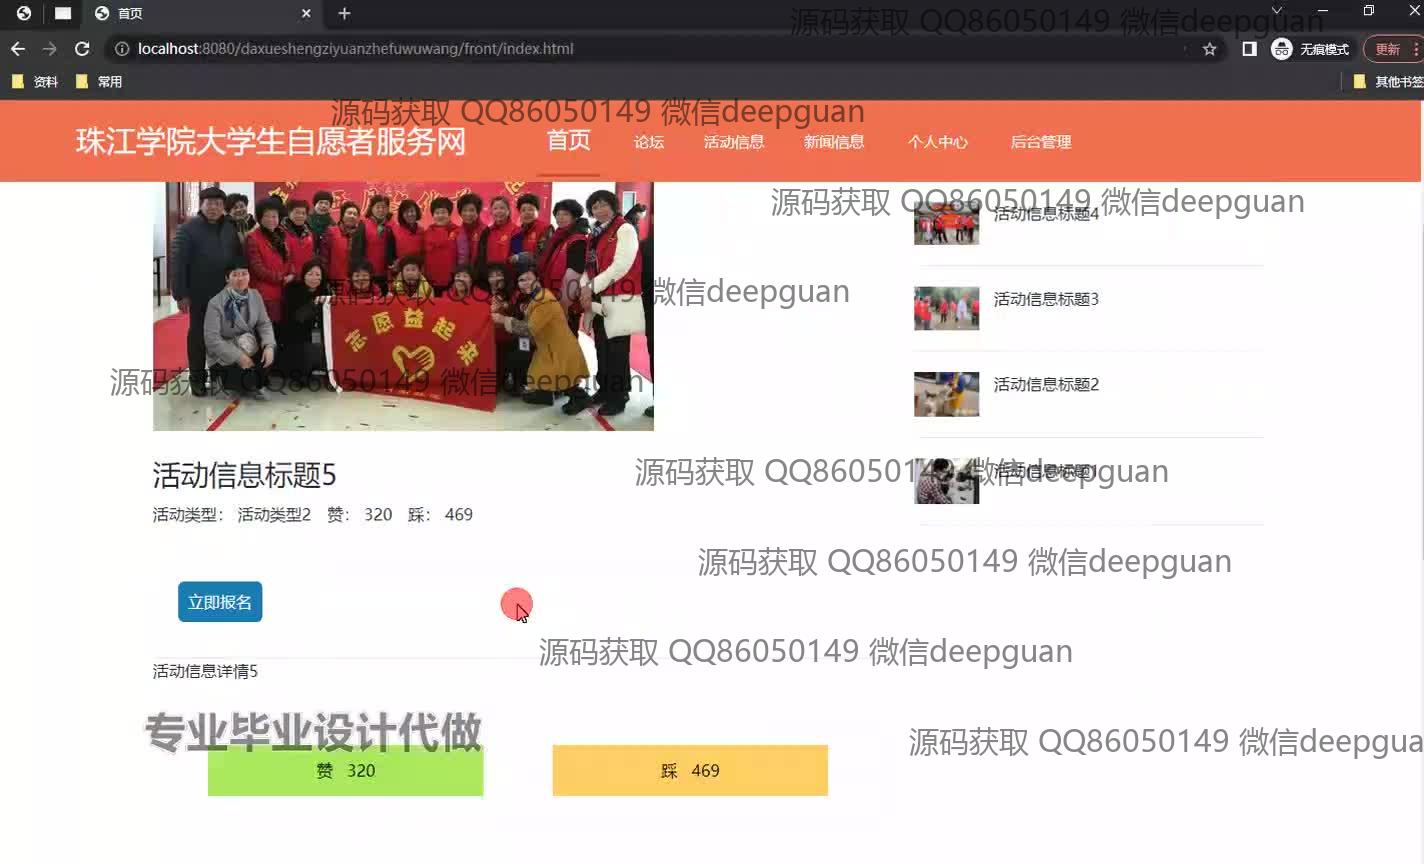 首页
localhost:8080/daxueshengziyuanzhefuwuwang/front/index.html
无痕模式
更新
资料
常用
其他书签
源码获取 QQ86050149 微信deepguan
源码获取 QQ86050149 微信deepguan
珠江学院大学生自愿者服务网
首页
论坛
活动信息
新闻信息
个人中心
后台管理
源码获取 QQ86050149 微信deepguan
活动信息标题4
源码获取 QQ86050149 微信deepguan
活动信息标题3
志愿益起来
源码获取 QQ86050149 微信deepguan
活动信息标题2
源码获取 QQ86050149 微信deepguan
活动信息标题1
活动信息标题5
活动类型： 活动类型2 赞： 320 踩： 469
源码获取 QQ86050149 微信deepguan
立即报名
源码获取 QQ86050149 微信deepguan
活动信息详情5
专业毕业设计代做
源码获取 QQ86050149 微信deepgua
赞 320
踩 469